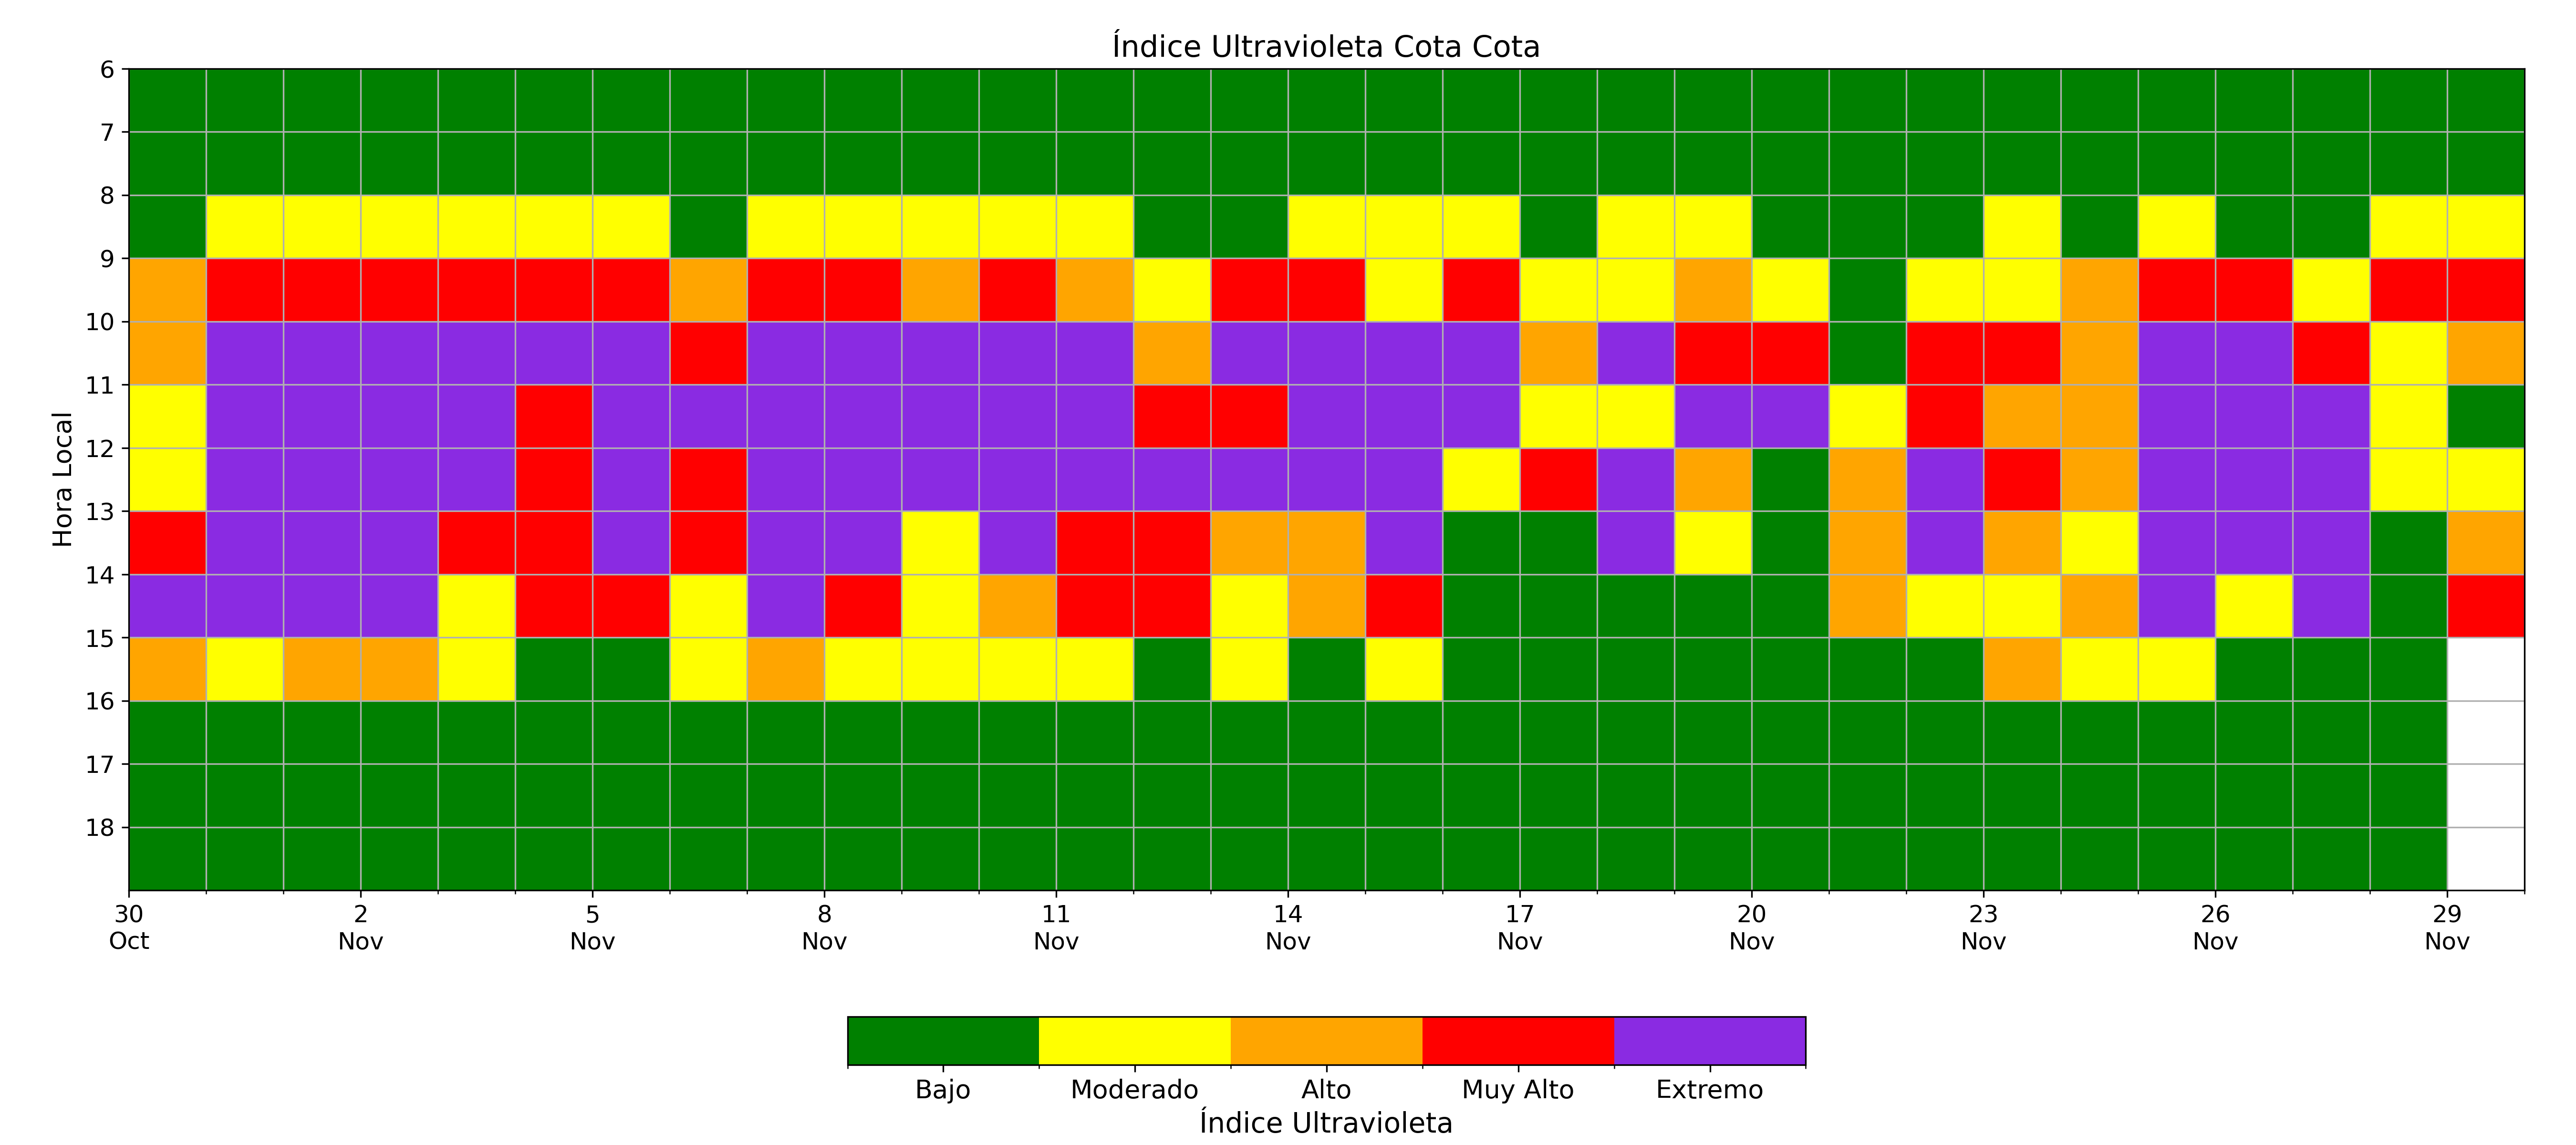 Índice Ultravioleta Cota Cota
Hora Local
6
7
8
9
10
11
12
13
14
15
16
17
18
30 2 5 8 11 14 17 20 23 26 29
Oct Nov Nov Nov Nov Nov Nov Nov Nov Nov Nov
Bajo Moderado Alto Muy Alto Extremo
Índice Ultravioleta